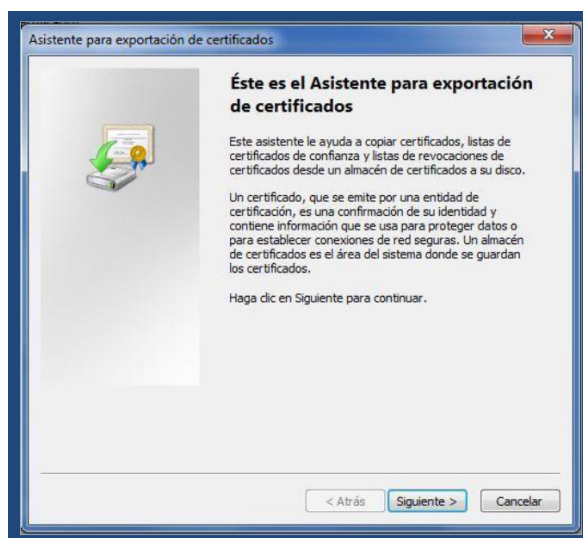 Asistente para exportación de certificados
Éste es el Asistente para exportación
de certificados
Este asistente le ayuda a copiar certificados, listas de
certificados de confianza y listas de revocaciones de
certificados desde un almacén de certificados a su disco.
Un certificado, que se emite por una entidad de
certificación, es una confirmación de su identidad y
contiene información que se usa para proteger datos o
para establecer conexiones de red seguras. Un almacén
de certificados es el área del sistema donde se guardan
los certificados.
Haga clic en Siguiente para continuar.
< Atrás Siguiente > Cancelar